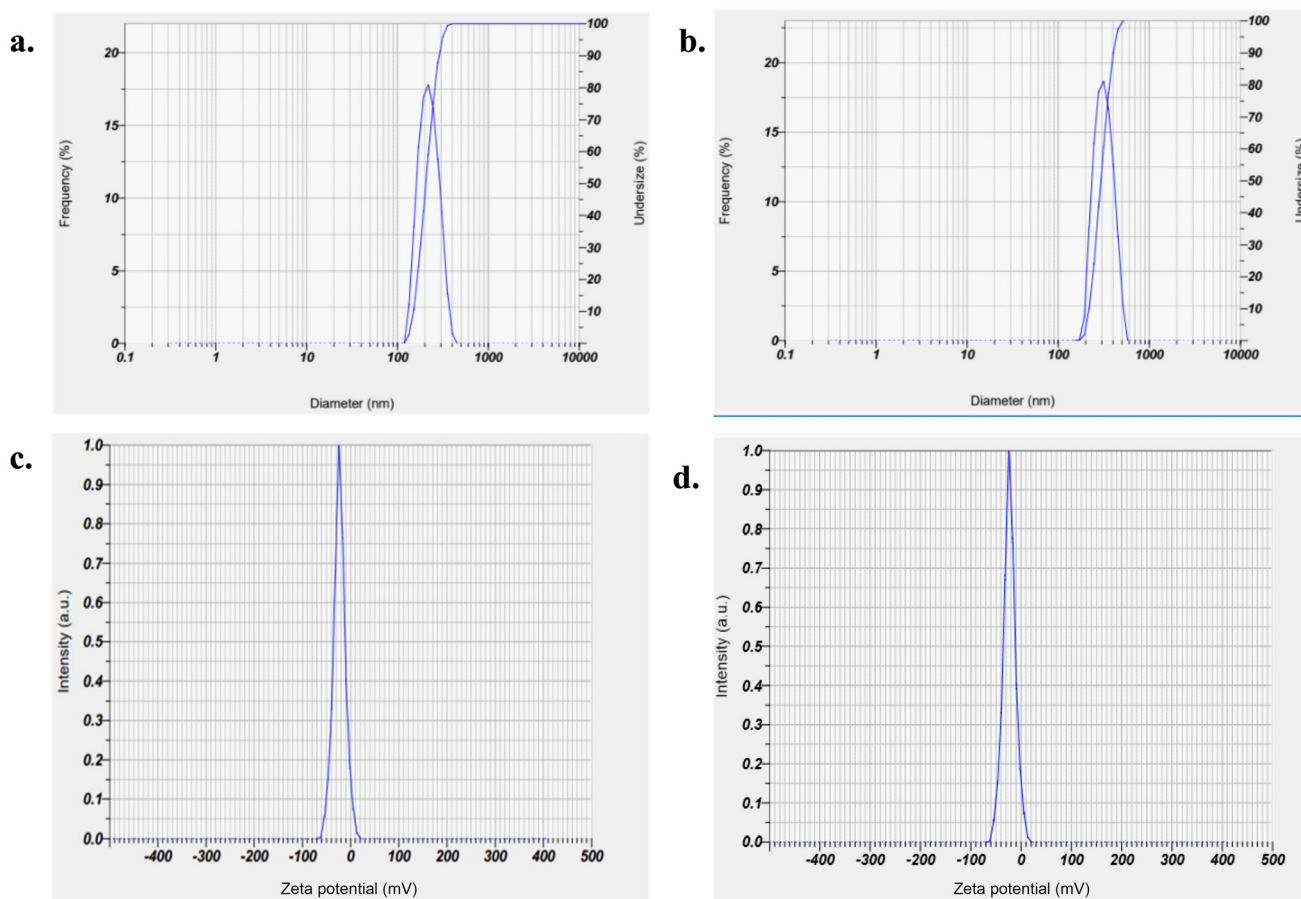 a.
20
15
10
5
0
Frequency (%)
100
90
80
70
60
50
40
30
20
10
Undersize (%)
0.1 1 10 100 1000 10000
Diameter (nm)
b.
20
15
10
5
0
Frequency (%)
100
90
80
70
60
50
40
30
20
10
Undersize (%)
0.1 1 10 100 1000 10000
Diameter (nm)
c.
1.0
0.9
0.8
0.7
0.6
0.5
0.4
0.3
0.2
0.1
0.0
Intensity (a.u.)
-400 -300 -200 -100 0 100 200 300 400 500
Zeta potential (mV)
d.
1.0
0.9
0.8
0.7
0.6
0.5
0.4
0.3
0.2
0.1
0.0
Intensity (a.u.)
-400 -300 -200 -100 0 100 200 300 400 500
Zeta potential (mV)